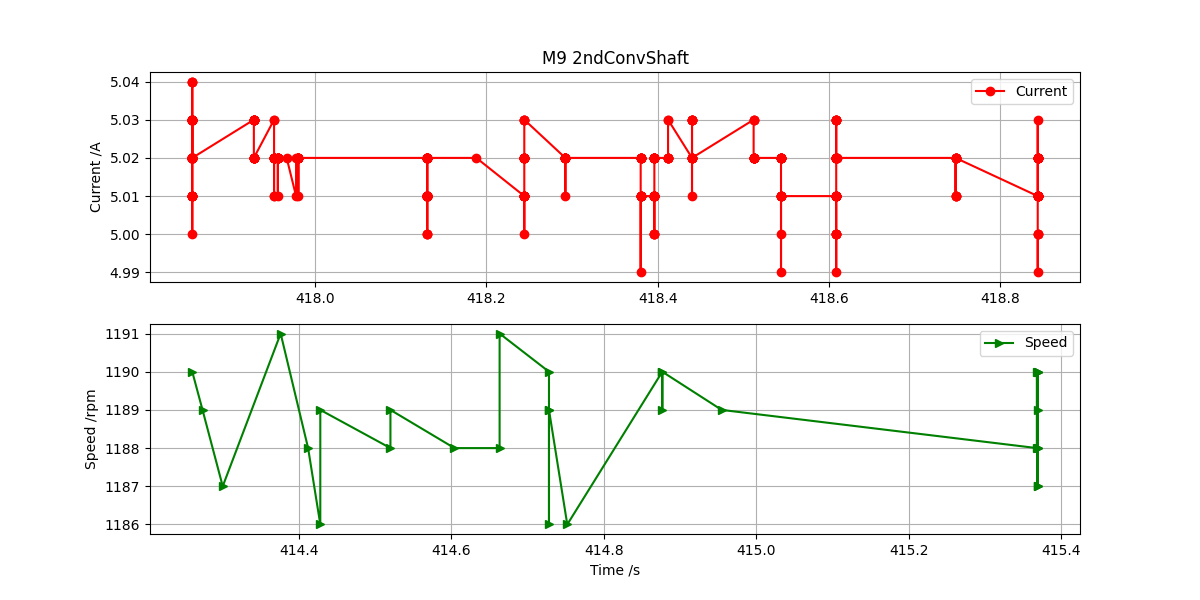 M9 2ndConvShaft
5.04
5.03
5.02
5.01
5.00
4.99
Current /A
Current
418.0 418.2 418.4 418.6 418.8
1191
1190
1189
1188
1187
1186
Speed /rpm
Speed
414.4 414.6 414.8 415.0 415.2 415.4
Time /s